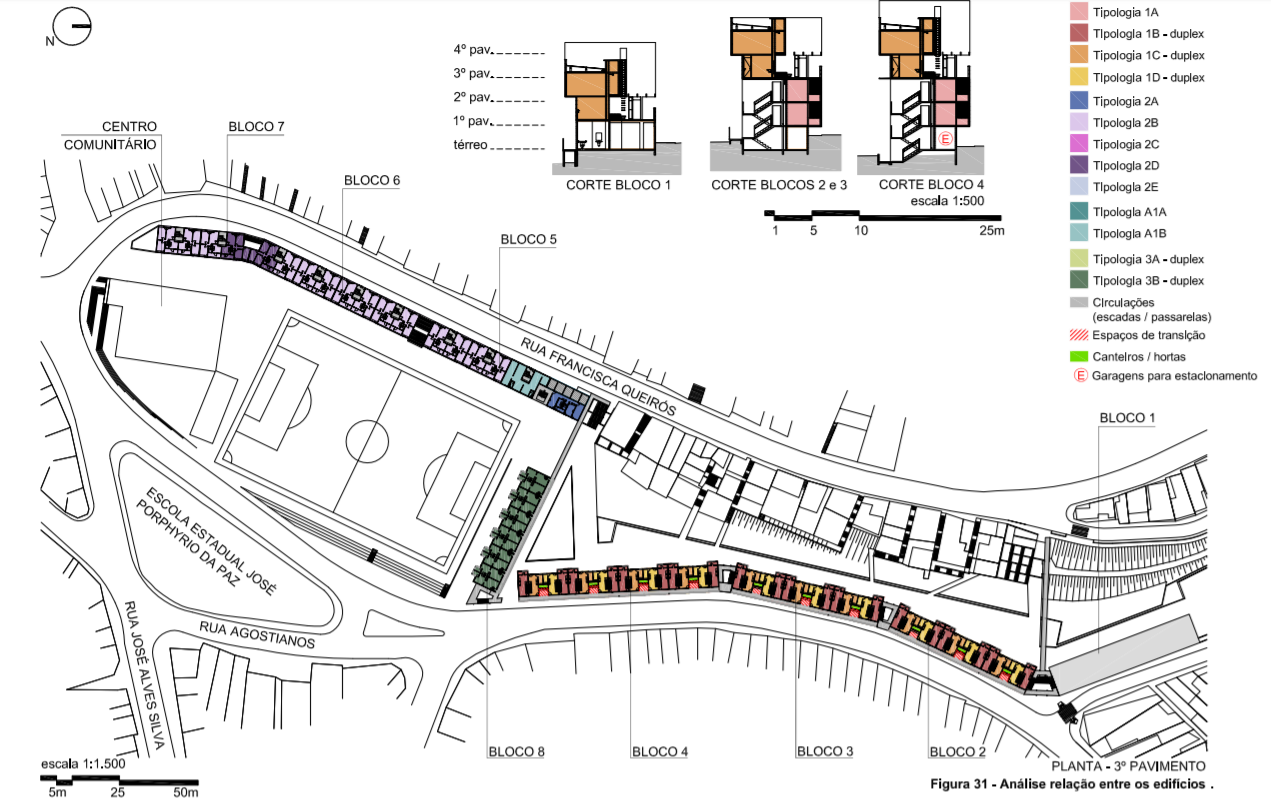 N
4º pav.
3º pav.
2º pav.
1º pav.
térreo
CORTE BLOCO 1
CORTE BLOCOS 2 e 3
E
CORTE BLOCO 4
escala 1:500
1 5 10 25m
Tipologia 1A
Tipologia 1B - duplex
Tipologia 1C - duplex
Tipologia 1D - duplex
Tipologia 2A
Tipologia 2B
Tipologia 2C
Tipologia 2D
Tipologia 2E
Tipologia A1A
Tipologia A1B
Tipologia 3A - duplex
Tipologia 3B - duplex
Circulações
(escadas / passarelas)
Espaços de transição
Canteiros / hortas
E Garagens para estacionamento
CENTRO
COMUNITÁRIO
BLOCO 7
BLOCO 6
BLOCO 5
RUA FRANCISCA QUEIRÓS
BLOCO 1
ESCOLA ESTADUAL JOSÉ
PORPHYRIO DA PAZ
RUA AGOSTIANOS
RUA JOSÉ ALVES SILVA
BLOCO 8
BLOCO 4
BLOCO 3
BLOCO 2
escala 1:1.500
5m 25 50m
PLANTA - 3º PAVIMENTO
Figura 31 - Análise relação entre os edifícios .